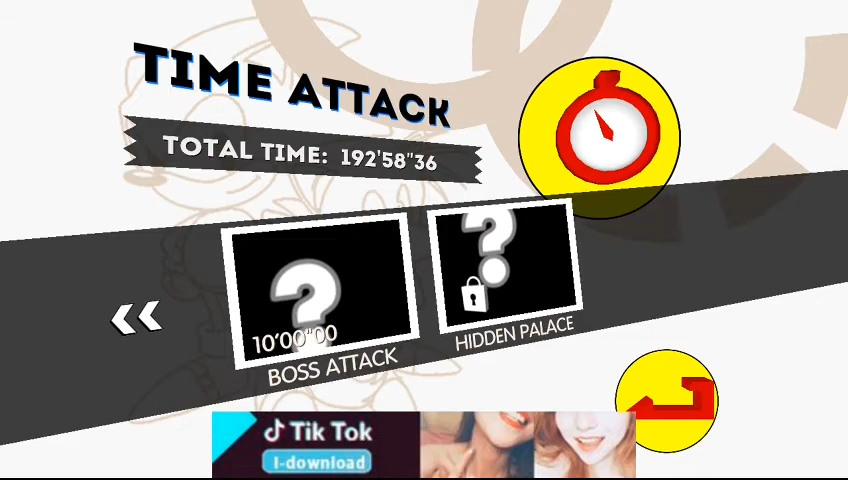 TIME ATTACK
TOTAL TIME: 192'58"36
10'00"00
BOSS ATTACK
HIDDEN PALACE
Tik Tok
I-download